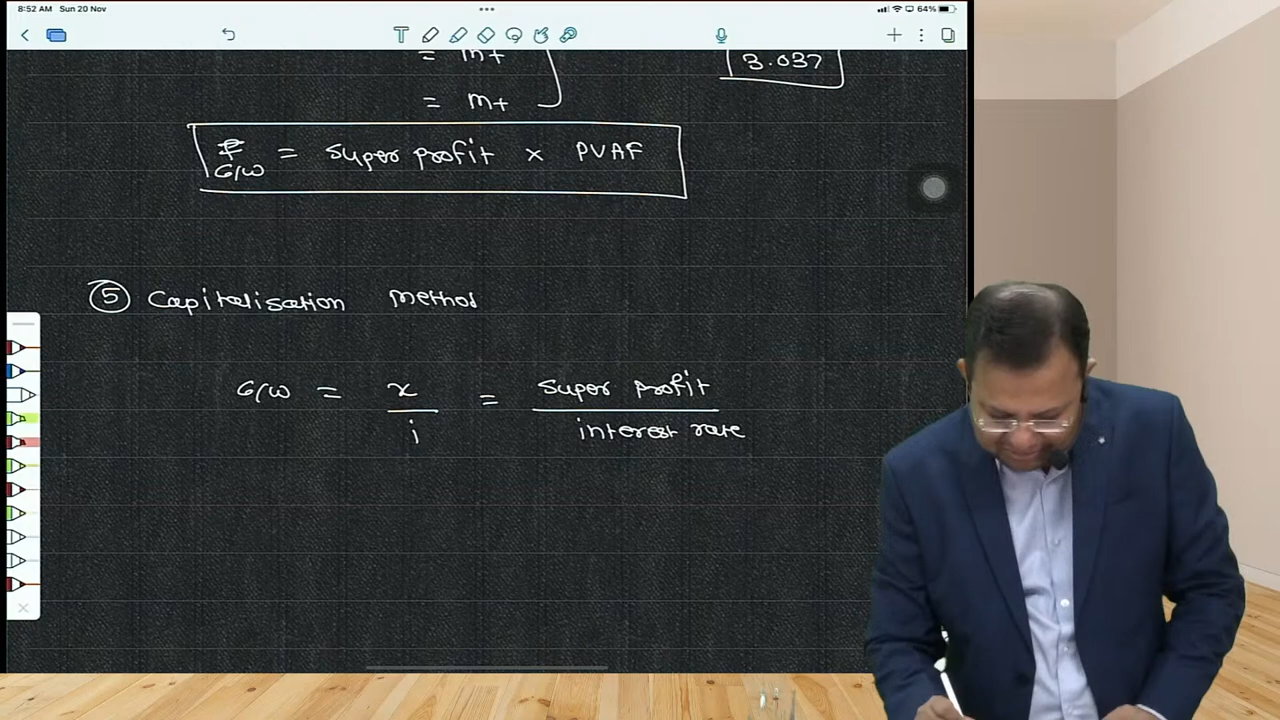 8:52 AM Sun 20 Nov
64%
T
= m+
= m+
3.037
G/W = Super profit × PVAF
5 Capitalisation method
G/W = x / i = Super profit / interest rate